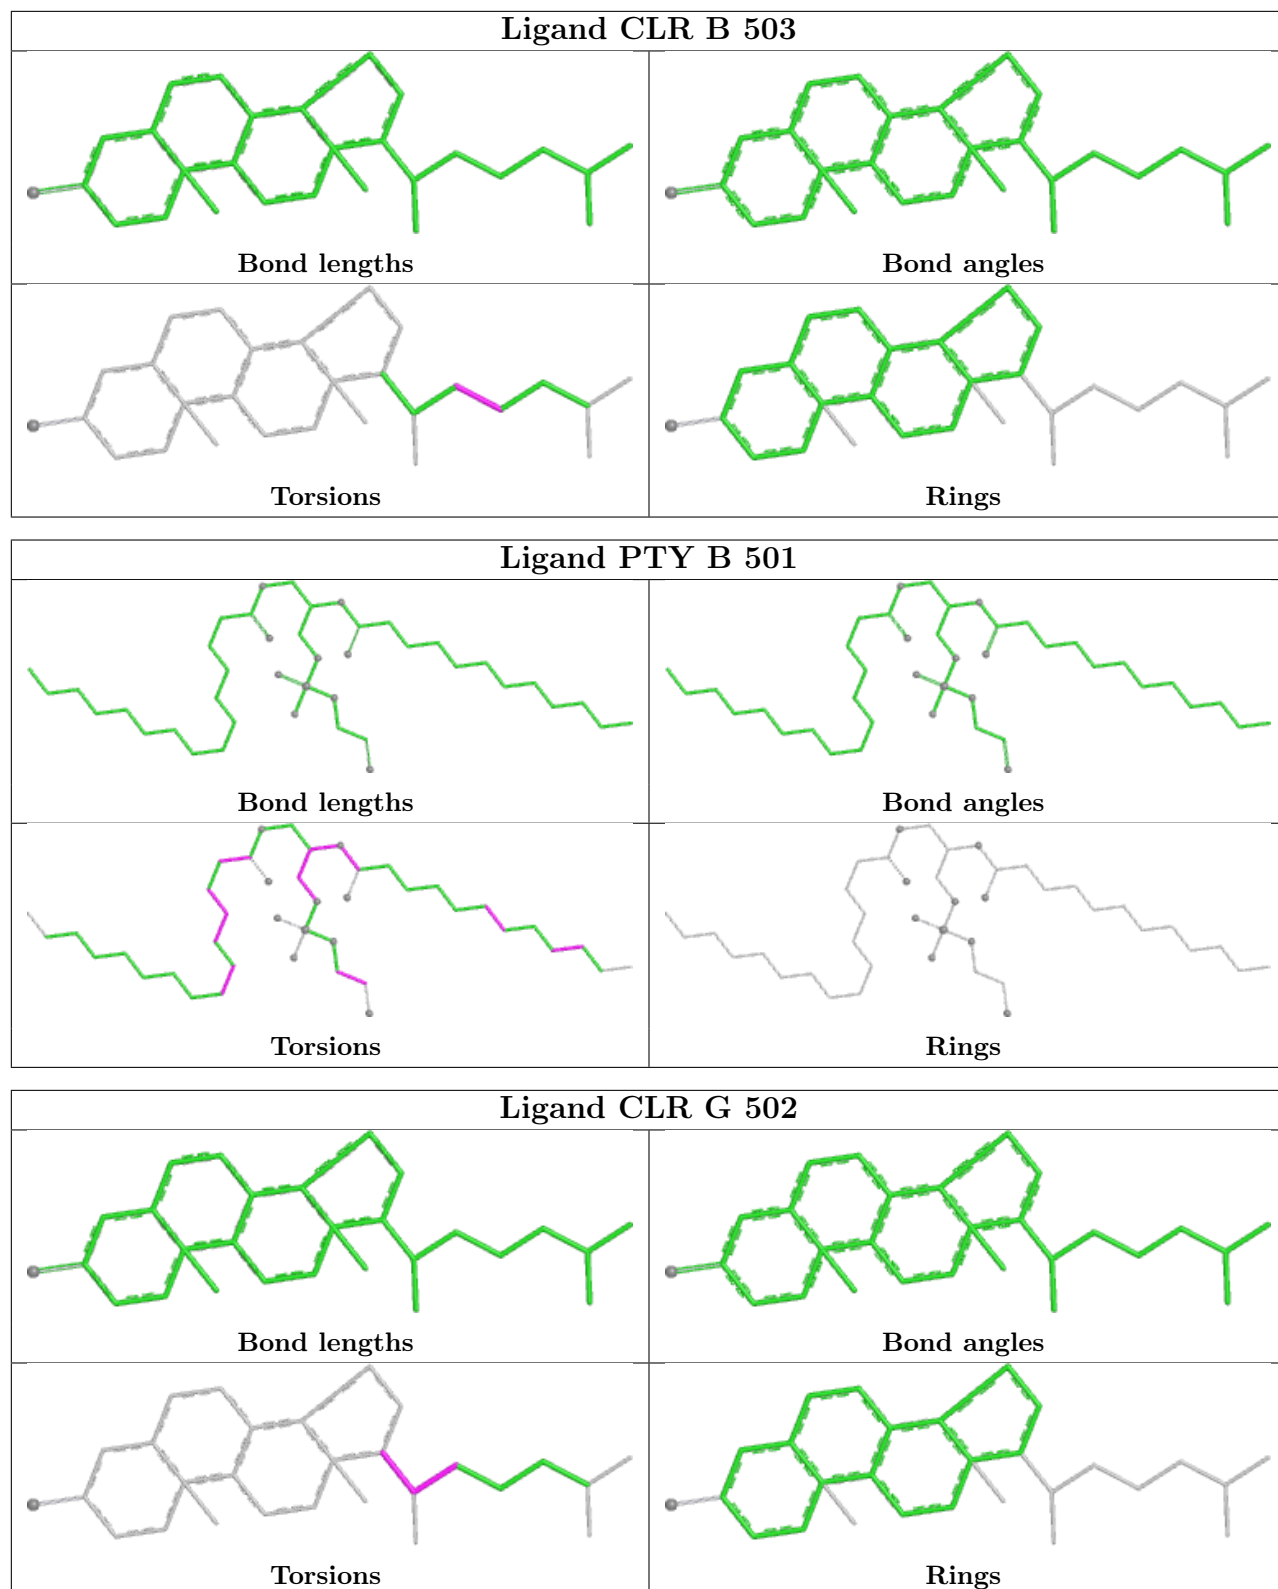 Ligand CLR B 503
Bond lengths
Bond angles
Torsions
Rings
Ligand PTY B 501
Bond lengths
Bond angles
Torsions
Rings
Ligand CLR G 502
Bond lengths
Bond angles
Torsions
Rings